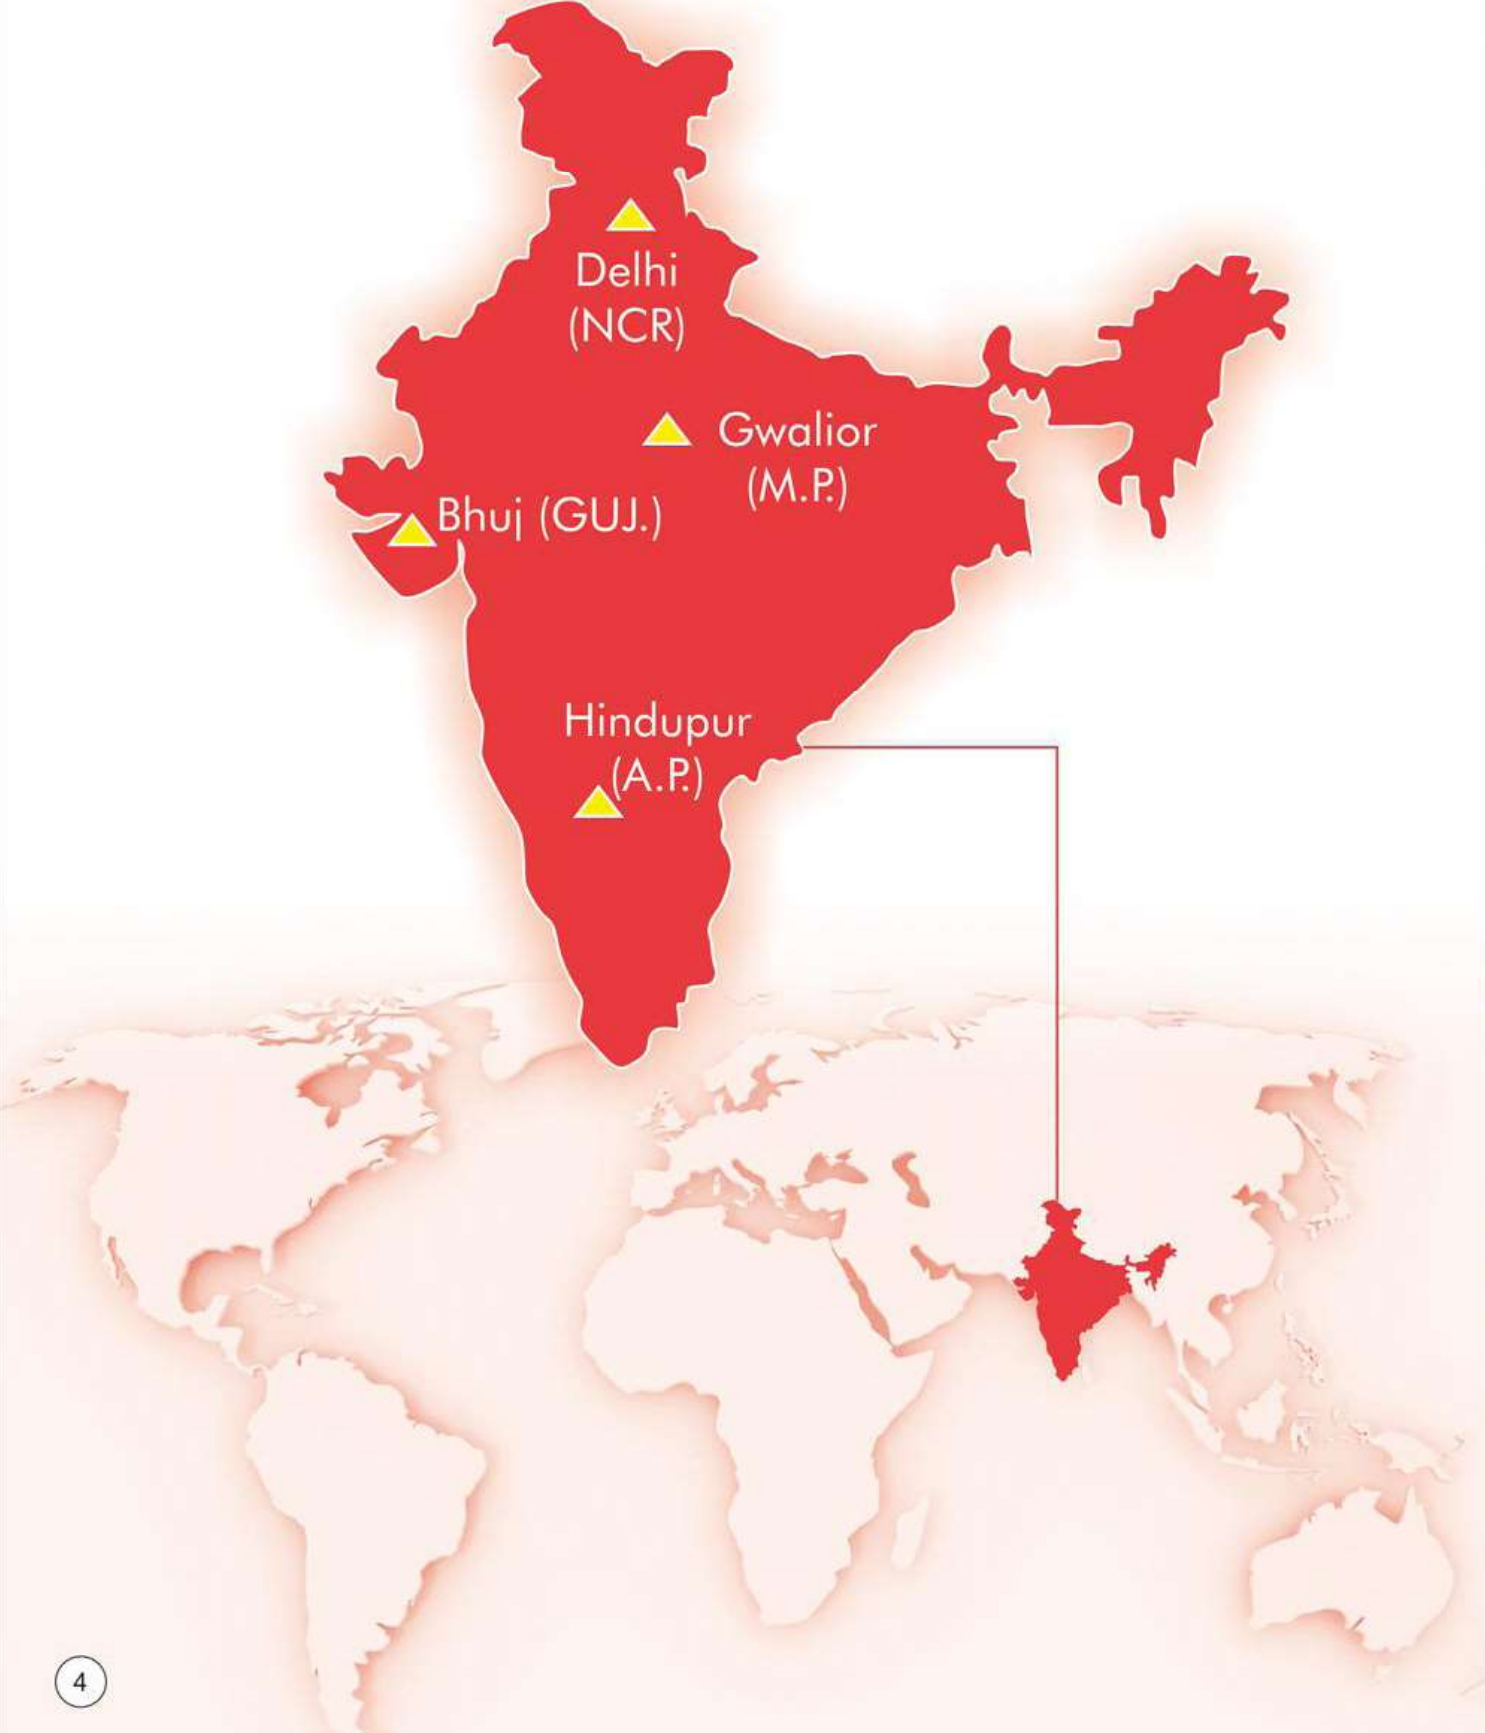 Delhi
(NCR)
Gwalior
(M.P.)
Bhuj (GUJ.)
Hindupur
(A.P.)
4